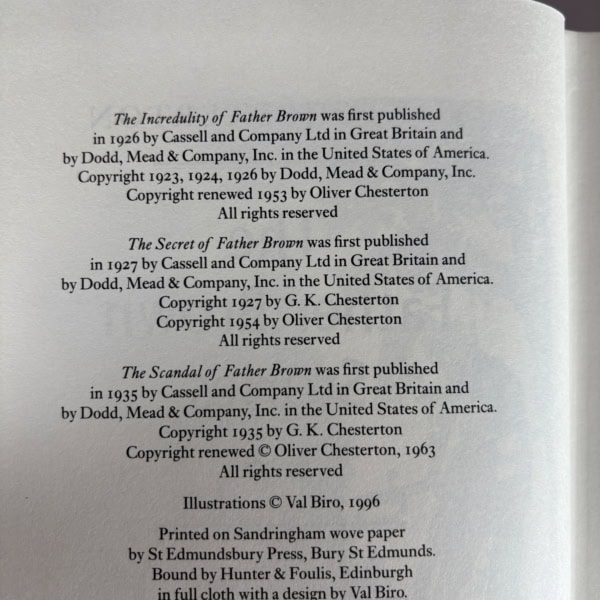 The Incredulity of Father Brown was first published
in 1926 by Cassell and Company Ltd in Great Britain and
by Dodd, Mead & Company, Inc. in the United States of America.
Copyright 1923, 1924, 1926 by Dodd, Mead & Company, Inc.
Copyright renewed 1953 by Oliver Chesterton
All rights reserved
The Secret of Father Brown was first published
in 1927 by Cassell and Company Ltd in Great Britain and
by Dodd, Mead & Company, Inc. in the United States of America.
Copyright 1927 by G. K. Chesterton
Copyright 1954 by Oliver Chesterton
All rights reserved
The Scandal of Father Brown was first published
in 1935 by Cassell and Company Ltd in Great Britain and
by Dodd, Mead & Company, Inc. in the United States of America.
Copyright 1935 by G. K. Chesterton
Copyright renewed © Oliver Chesterton, 1963
All rights reserved
Illustrations © Val Biro, 1996
Printed on Sandringham wove paper
by St Edmundsbury Press, Bury St Edmunds.
Bound by Hunter & Foulis, Edinburgh
in full cloth with a design by Val Biro.